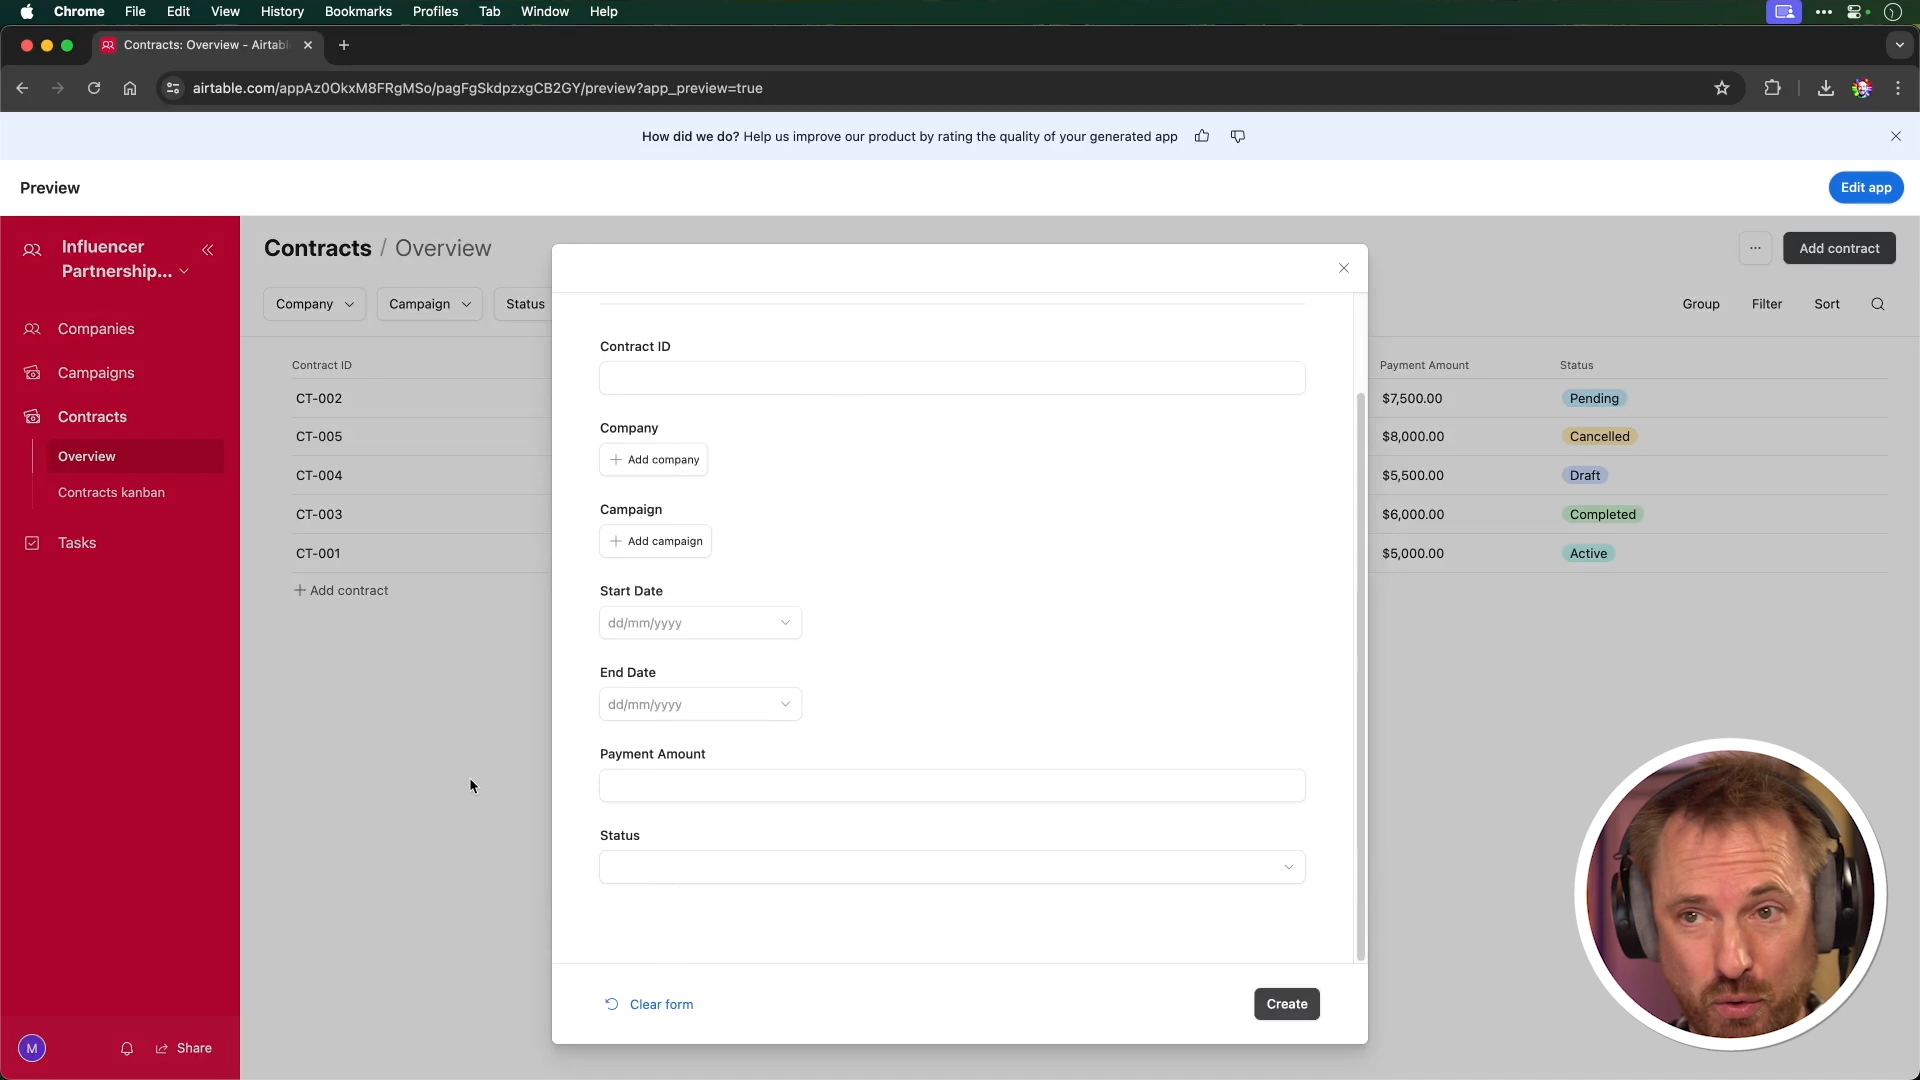 Chrome File Edit View History Bookmarks Profiles Tab Window Help
Contracts: Overview - Airtabl
airtable.com/appAz0OkxM8FRgMSo/pagFgSkdpzxgCB2GY/preview?app_preview=true
How did we do? Help us improve our product by rating the quality of your generated app
Preview
Edit app
Influencer
Partnership...
Companies
Campaigns
Contracts
Overview
Contracts kanban
Tasks
M
Share
Contracts / Overview
Add contract
Company
Campaign
Status
Group
Filter
Sort
Contract ID
Payment Amount
Status
CT-002
$7,500.00
Pending
CT-005
$8,000.00
Cancelled
CT-004
$5,500.00
Draft
CT-003
$6,000.00
Completed
CT-001
$5,000.00
Active
+ Add contract
Contract ID
Company
+ Add company
Campaign
+ Add campaign
Start Date
dd/mm/yyyy
End Date
dd/mm/yyyy
Payment Amount
Status
Clear form
Create